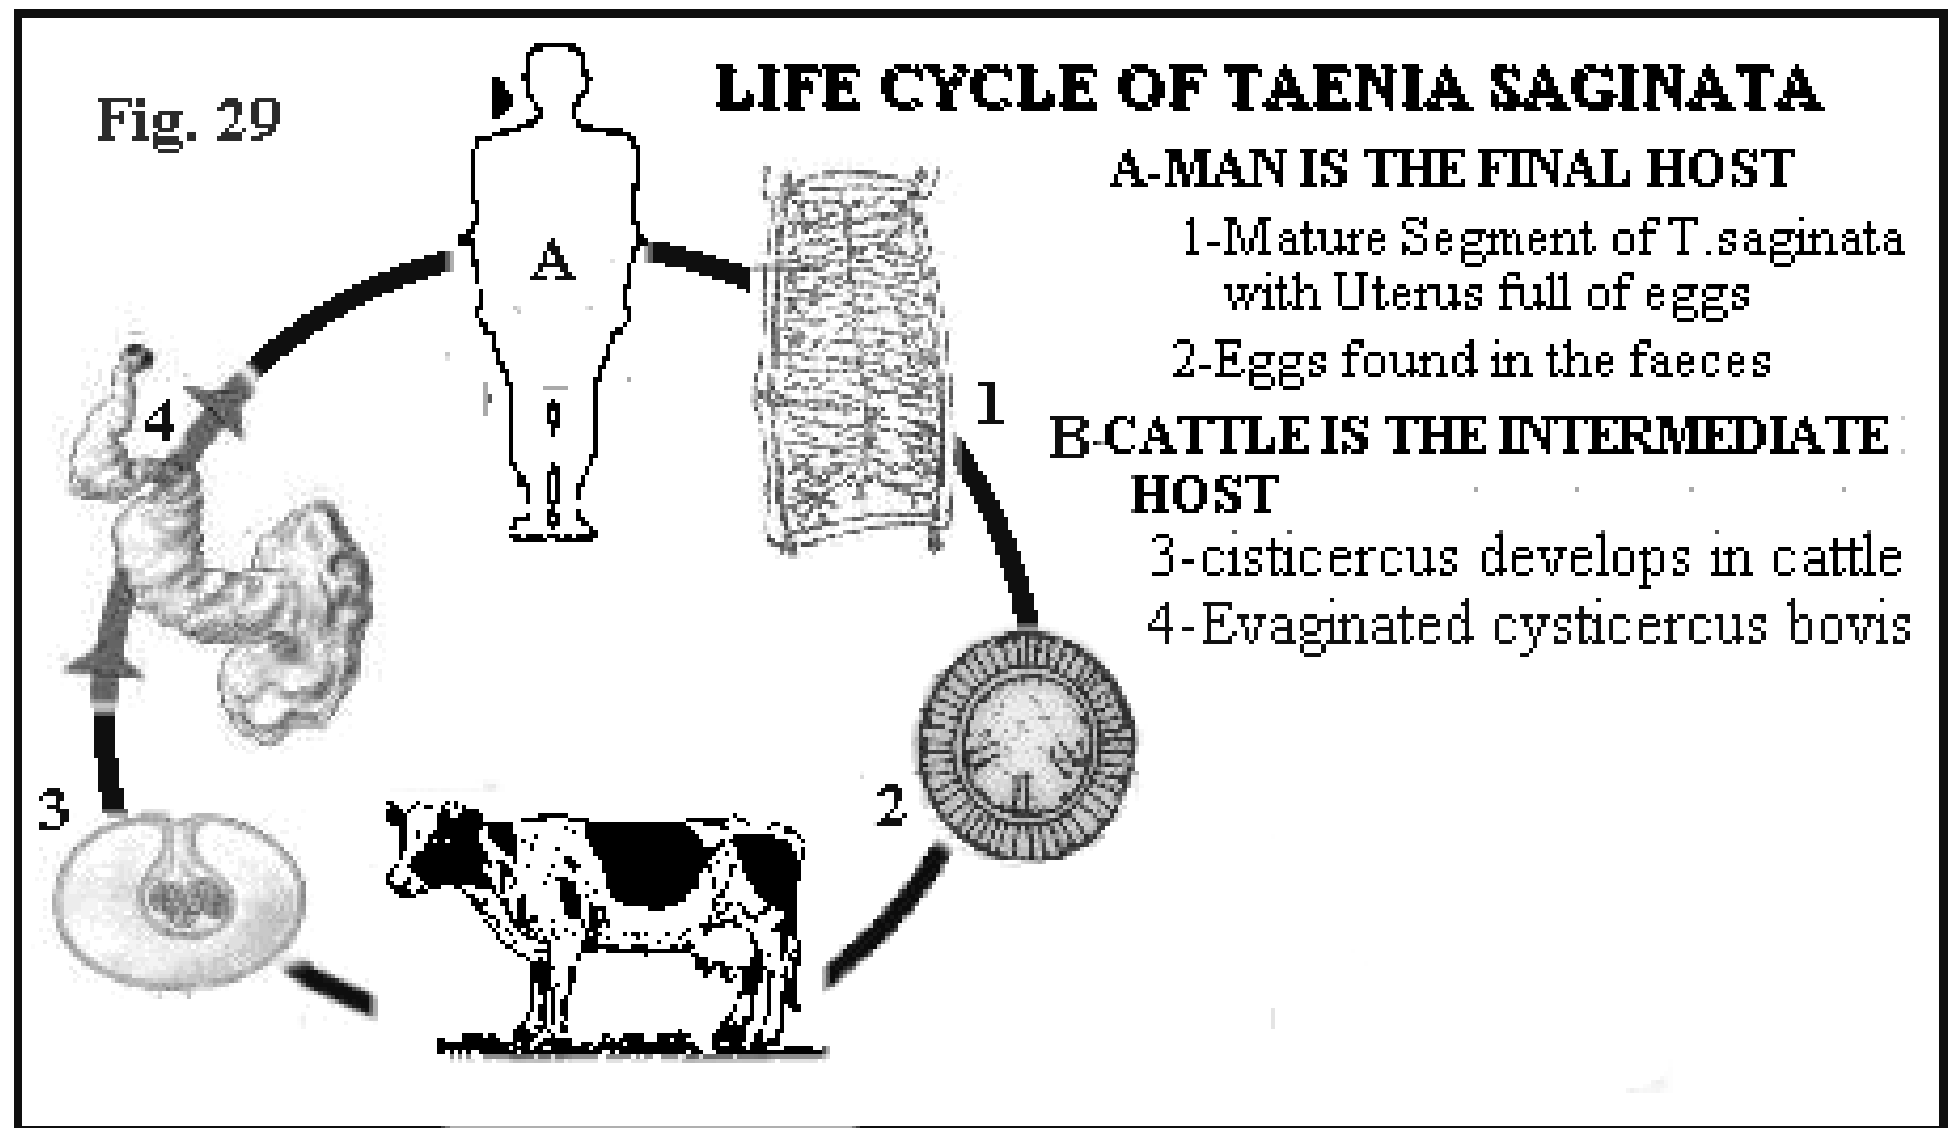 Fig. 29
LIFE CYCLE OF TAENIA SAGINATA
A-MAN IS THE FINAL HOST
1-Mature Segment of T.saginata
with Uterus full of eggs
2-Eggs found in the faeces
B-CATTLE IS THE INTERMEDIATE
HOST
3-cisticercus develops in cattle
4-Evaginated cysticercus bovis
A
1
4
2
3